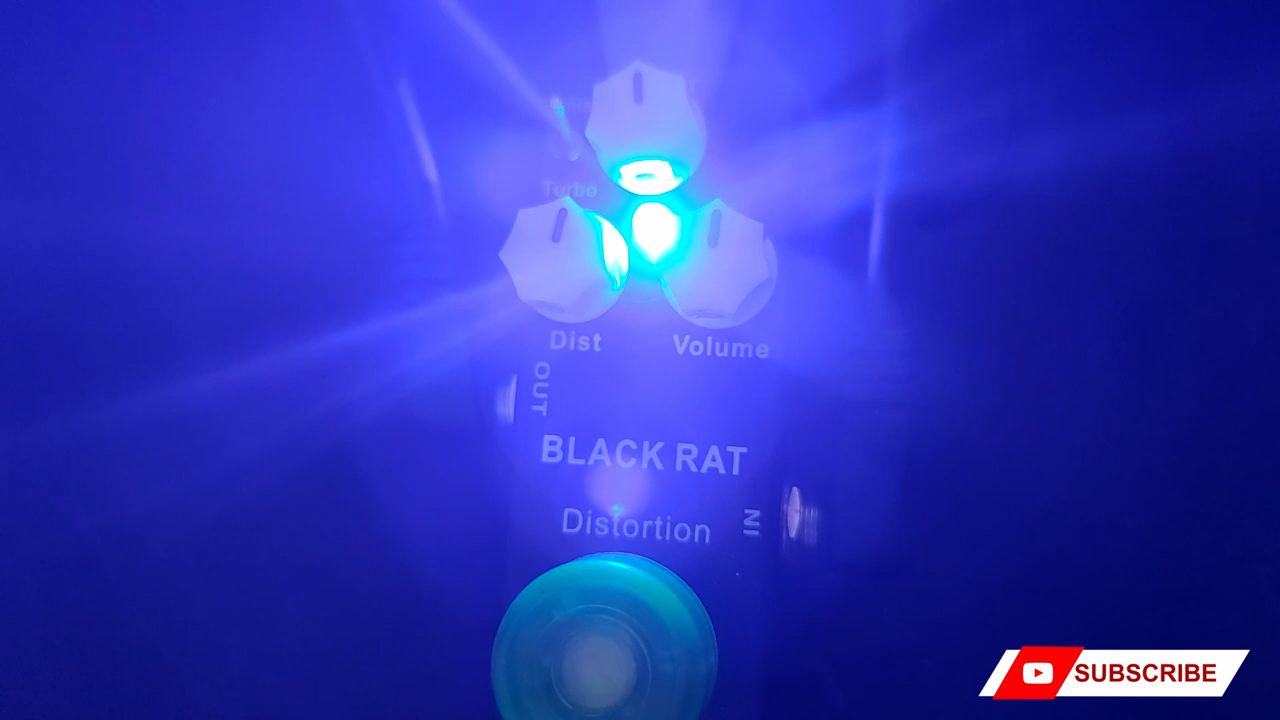 Turbo
Dist
Volume
OUT
BLACK RAT
Distortion
IN
SUBSCRIBE